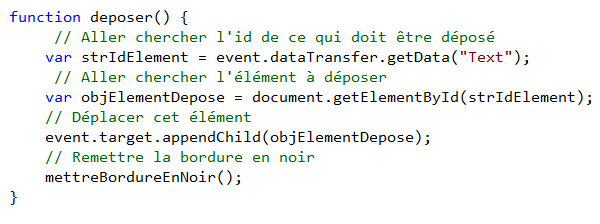 function deposer() {
// Aller chercher l'id de ce qui doit être déposé
var strIdElement = event.dataTransfer.getData("Text");
// Aller chercher l'élément à déposer
var objElementDepose = document.getElementById(strIdElement);
// Déplacer cet élément
event.target.appendChild(objElementDepose);
// Remettre la bordure en noir
mettreBordureEnNoir();
}